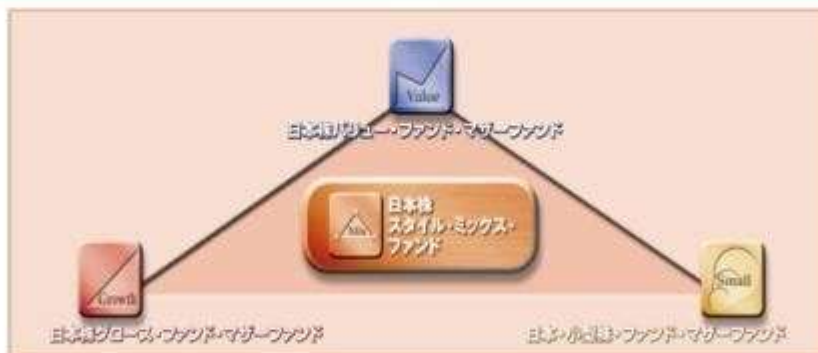 Value
日本株バリュー・ファンド・マザーファンド
Mix
日本株
スタイル・ミックス・
ファンド
Growth
Small
日本株グロース・ファンド・マザーファンド
日本・小型株・ファンド・マザーファンド